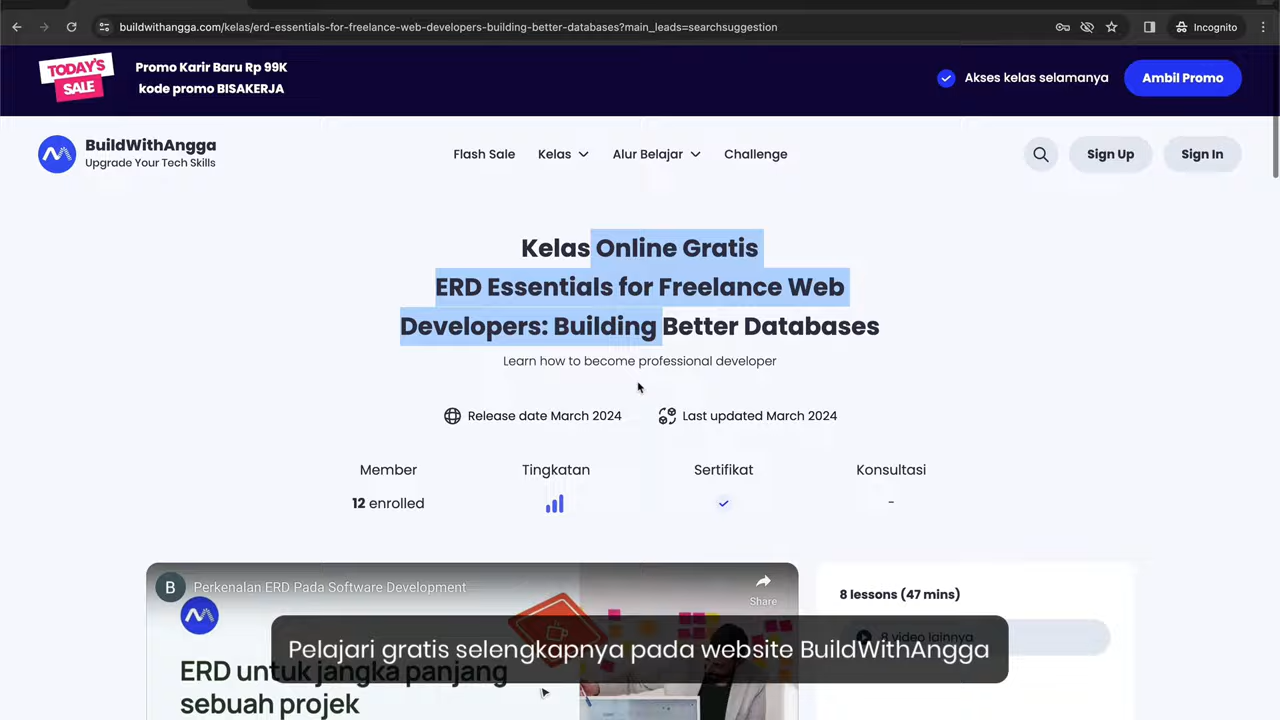 buildwithangga.com/kelas/erd-essentials-for-freelance-web-developers-building-better-databases?main_leads=searchsuggestion
Incognito
TODAY'S
SALE
Promo Karir Baru Rp 99K
kode promo BISAKERJA
Akses kelas selamanya
Ambil Promo
BuildWithAngga
Upgrade Your Tech Skills
Flash Sale
Kelas
Alur Belajar
Challenge
Sign Up
Sign In
Kelas Online Gratis
ERD Essentials for Freelance Web
Developers: Building Better Databases
Learn how to become professional developer
Release date March 2024
Last updated March 2024
Member
Tingkatan
Sertifikat
Konsultasi
12 enrolled
-
B
Perkenalan ERD Pada Software Development
Share
8 lessons (47 mins)
8 video lainnya
Pelajari gratis selengkapnya pada website BuildWithAngga
ERD untuk jangka panjang
sebuah projek